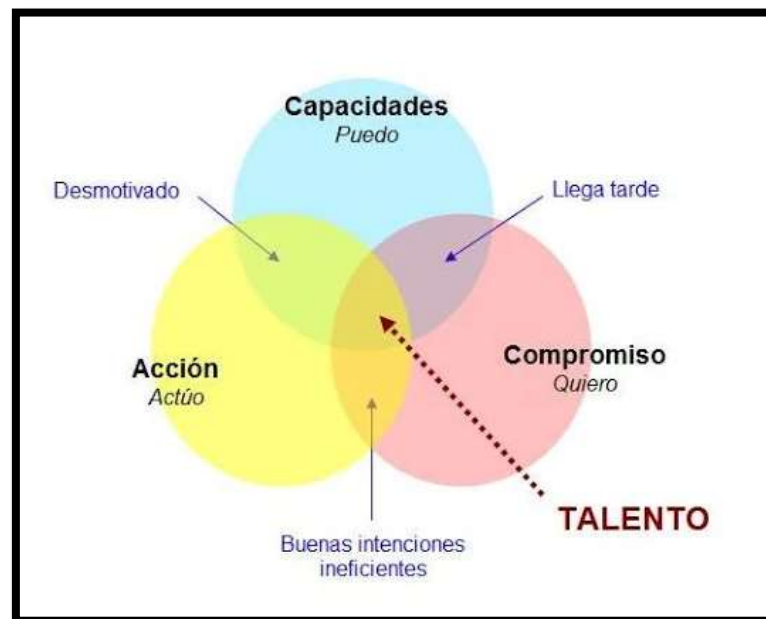 Capacidades
Puedo
Desmotivado
Llega tarde
Acción
Actúo
Compromiso
Quiero
TALENTO
Buenas intenciones
ineficientes